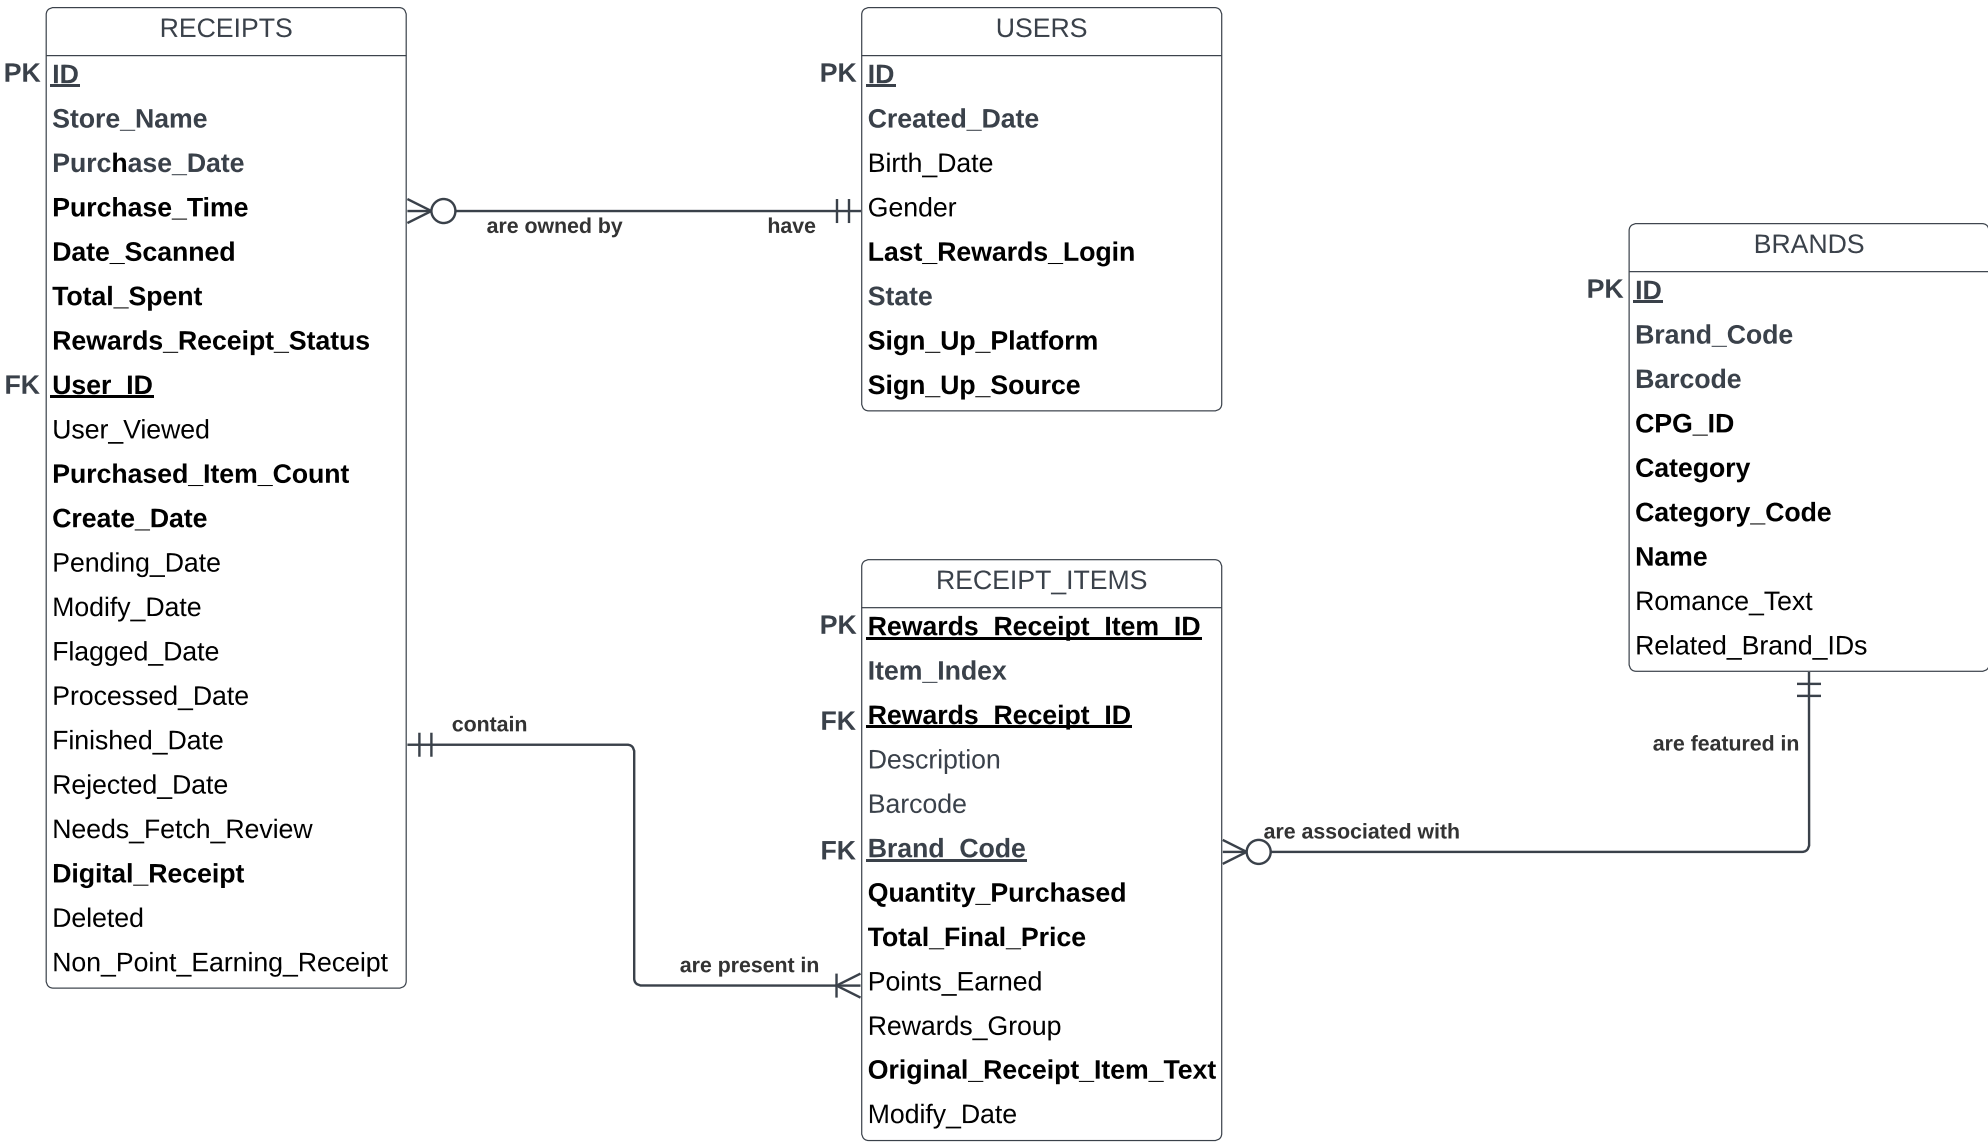 RECEIPTS
PK ID
Store_Name
Purchase_Date
Purchase_Time
Date_Scanned
Total_Spent
Rewards_Receipt_Status
FK User_ID
User_Viewed
Purchased_Item_Count
Create_Date
Pending_Date
Modify_Date
Flagged_Date
Processed_Date
Finished_Date
Rejected_Date
Needs_Fetch_Review
Digital_Receipt
Deleted
Non_Point_Earning_Receipt
are owned by
have
USERS
PK ID
Created_Date
Birth_Date
Gender
Last_Rewards_Login
State
Sign_Up_Platform
Sign_Up_Source
contain
are present in
RECEIPT_ITEMS
PK Rewards_Receipt_Item_ID
Item_Index
FK Rewards_Receipt_ID
Description
Barcode
FK Brand_Code
Quantity_Purchased
Total_Final_Price
Points_Earned
Rewards_Group
Original_Receipt_Item_Text
Modify_Date
BRANDS
PK ID
Brand_Code
Barcode
CPG_ID
Category
Category_Code
Name
Romance_Text
Related_Brand_IDs
are featured in
are associated with